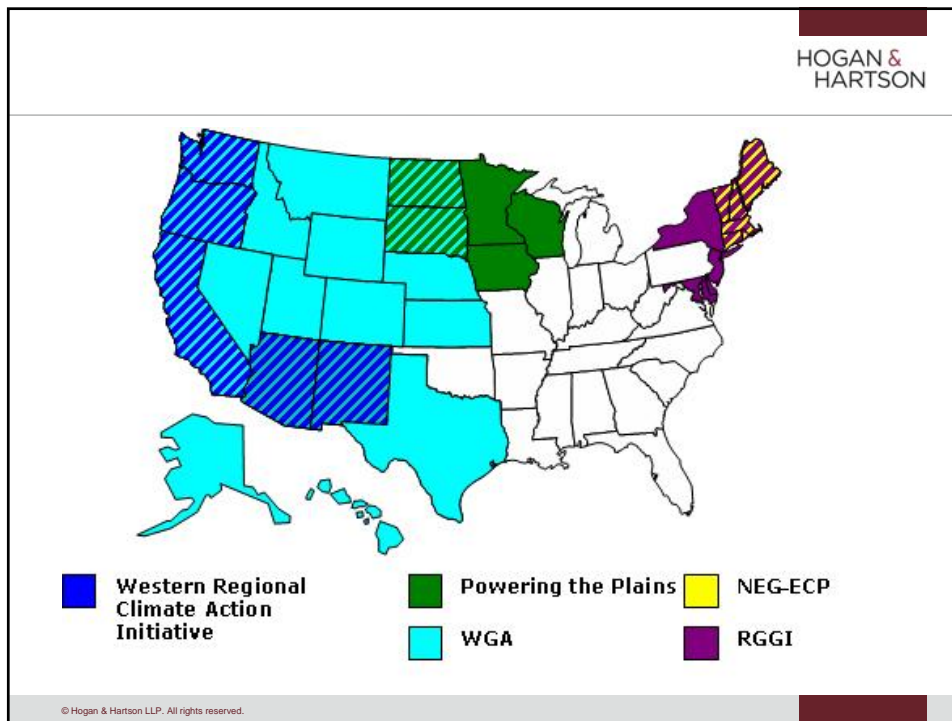 HOGAN &
HARTSON
Western Regional
Climate Action
Initiative
Powering the Plains
WGA
NEG-ECP
RGGI
© Hogan & Hartson LLP. All rights reserved.